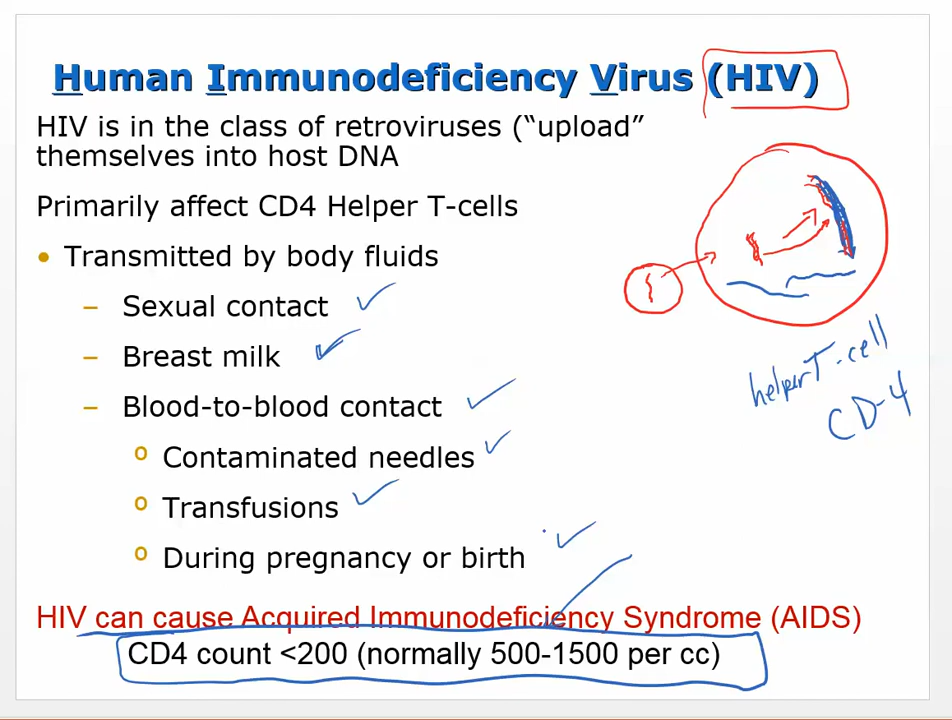 Human Immunodeficiency Virus (HIV)
HIV is in the class of retroviruses (“upload”
themselves into host DNA
Primarily affect CD4 Helper T-cells
• Transmitted by body fluids
– Sexual contact
– Breast milk
– Blood-to-blood contact
o Contaminated needles
o Transfusions
o During pregnancy or birth
helper T-cell
CD-4
HIV can cause Acquired Immunodeficiency Syndrome (AIDS)
CD4 count <200 (normally 500-1500 per cc)